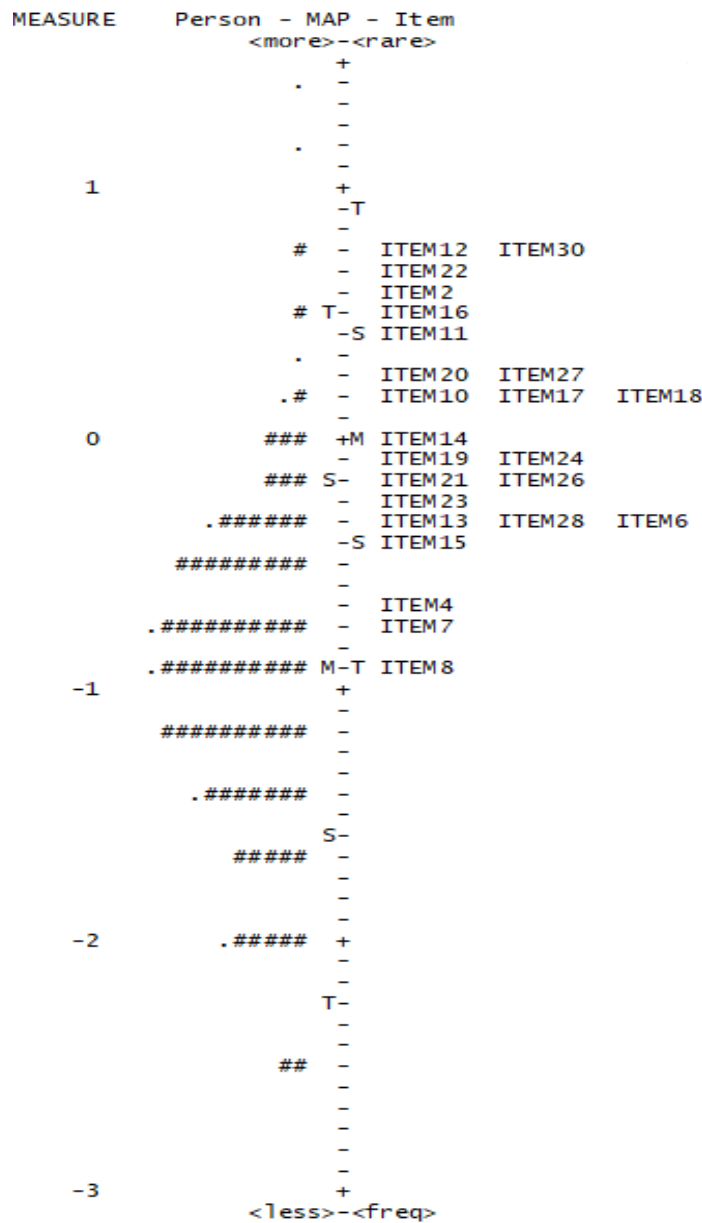 MEASURE Person - MAP - Item
<more>-<rare>
+
. -
-
-
. -
-
1 +
-T
-
# - ITEM12 ITEM30
- ITEM22
- ITEM2
# T- ITEM16
-S ITEM11
. -
- ITEM20 ITEM27
.# - ITEM10 ITEM17 ITEM18
-
0 ### +M ITEM14
- ITEM19 ITEM24
### S- ITEM21 ITEM26
- ITEM23
.###### - ITEM13 ITEM28 ITEM6
-S ITEM15
######### -
-
- ITEM4
.########## - ITEM7
-
.########## M-T ITEM8
-1 +
-
########## -
-
-
.####### -
-
S-
##### -
-
-
-
-2 .##### +
-
-
T-
-
-
## -
-
-
-
-
-
-3 +
<less>-<freq>